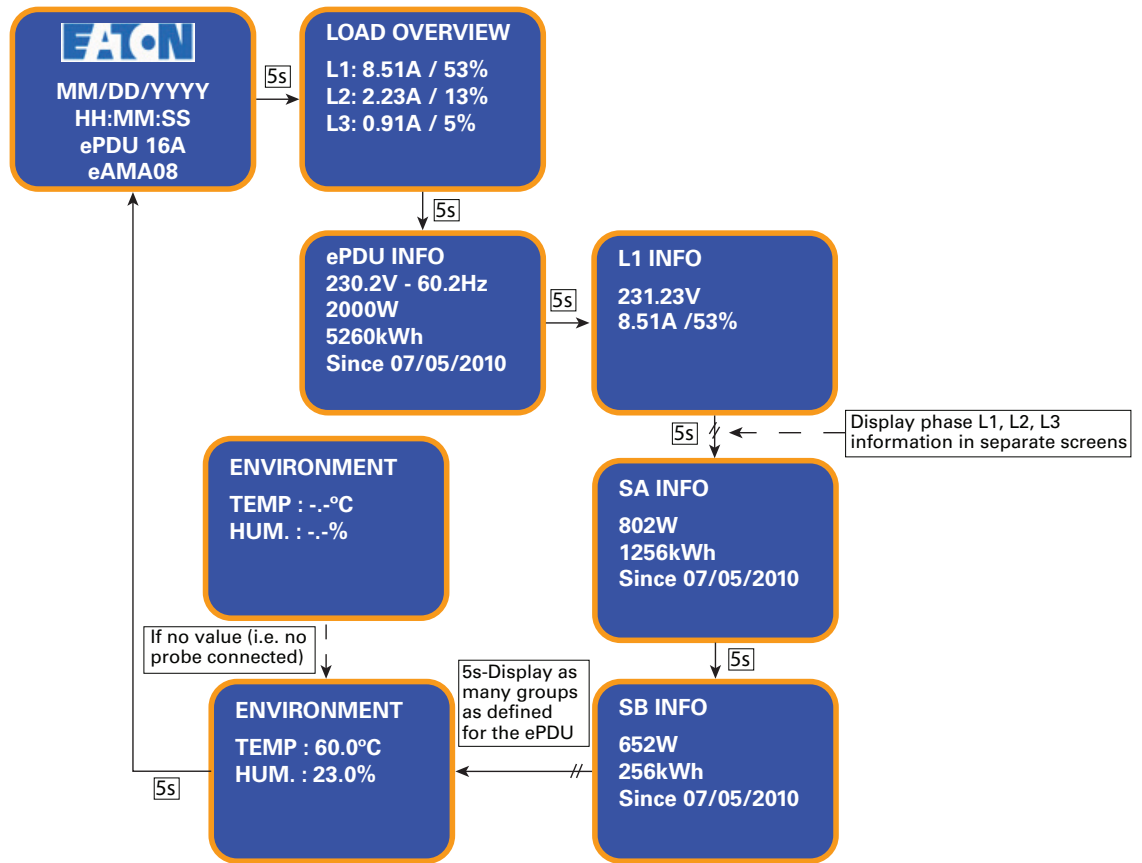 EATON
MM/DD/YYYY
HH:MM:SS
ePDU 16A
eAMA08
5s
LOAD OVERVIEW
L1: 8.51A / 53%
L2: 2.23A / 13%
L3: 0.91A / 5%
5s
ePDU INFO
230.2V - 60.2Hz
2000W
5260kWh
Since 07/05/2010
5s
L1 INFO
231.23V
8.51A /53%
5s
Display phase L1, L2, L3
information in separate screens
SA INFO
802W
1256kWh
Since 07/05/2010
5s
SB INFO
652W
256kWh
Since 07/05/2010
5s-Display as
many groups
as defined
for the ePDU
ENVIRONMENT
TEMP : -.-ºC
HUM. : -.-%
If no value (i.e. no
probe connected)
ENVIRONMENT
TEMP : 60.0ºC
HUM. : 23.0%
5s